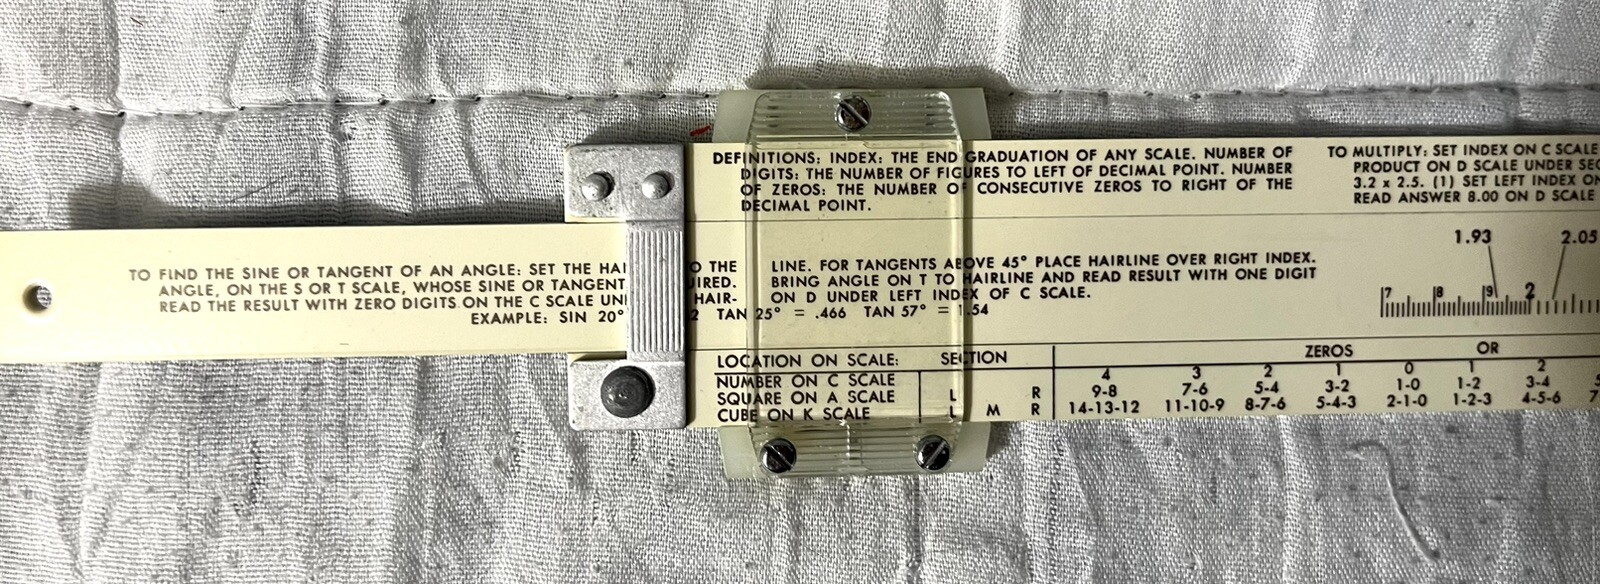 DEFINITIONS: INDEX: THE END GRADUATION OF ANY SCALE. NUMBER OF
DIGITS: THE NUMBER OF FIGURES TO LEFT OF DECIMAL POINT. NUMBER
OF ZEROS: THE NUMBER OF CONSECUTIVE ZEROS TO RIGHT OF THE
DECIMAL POINT.
TO MULTIPLY: SET INDEX ON C SCALE
PRODUCT ON D SCALE UNDER SEC
3.2 x 2.5. (1) SET LEFT INDEX ON
READ ANSWER 8.00 ON D SCALE
TO FIND THE SINE OR TANGENT OF AN ANGLE: SET THE HAI
ANGLE, ON THE S OR T SCALE, WHOSE SINE OR TANGENT
READ THE RESULT WITH ZERO DIGITS ON THE C SCALE UN
EXAMPLE: SIN 20°
O THE LINE. FOR TANGENTS ABOVE 45° PLACE HAIRLINE OVER RIGHT INDEX.
UIRED. BRING ANGLE ON T TO HAIRLINE AND READ RESULT WITH ONE DIGIT
HAIR- ON D UNDER LEFT INDEX OF C SCALE.
2 TAN 25° = .466 TAN 57° = 1.54
1.93 2.05
7 8 9 2
LOCATION ON SCALE: SECTION ZEROS OR
4 3 2 1 0 1 2
NUMBER ON C SCALE
SQUARE ON A SCALE L R 9-8 7-6 5-4 3-2 1-0 1-2 3-4
CUBE ON K SCALE L M R 14-13-12 11-10-9 8-7-6 5-4-3 2-1-0 1-2-3 4-5-6 7